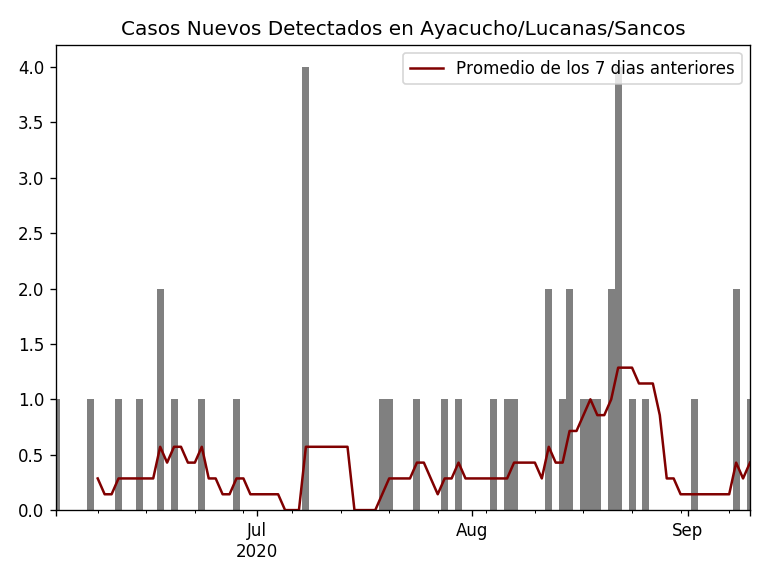 Casos Nuevos Detectados en Ayacucho/Lucanas/Sancos
Promedio de los 7 dias anteriores
4.0
3.5
3.0
2.5
2.0
1.5
1.0
0.5
0.0
Jul
2020
Aug
Sep